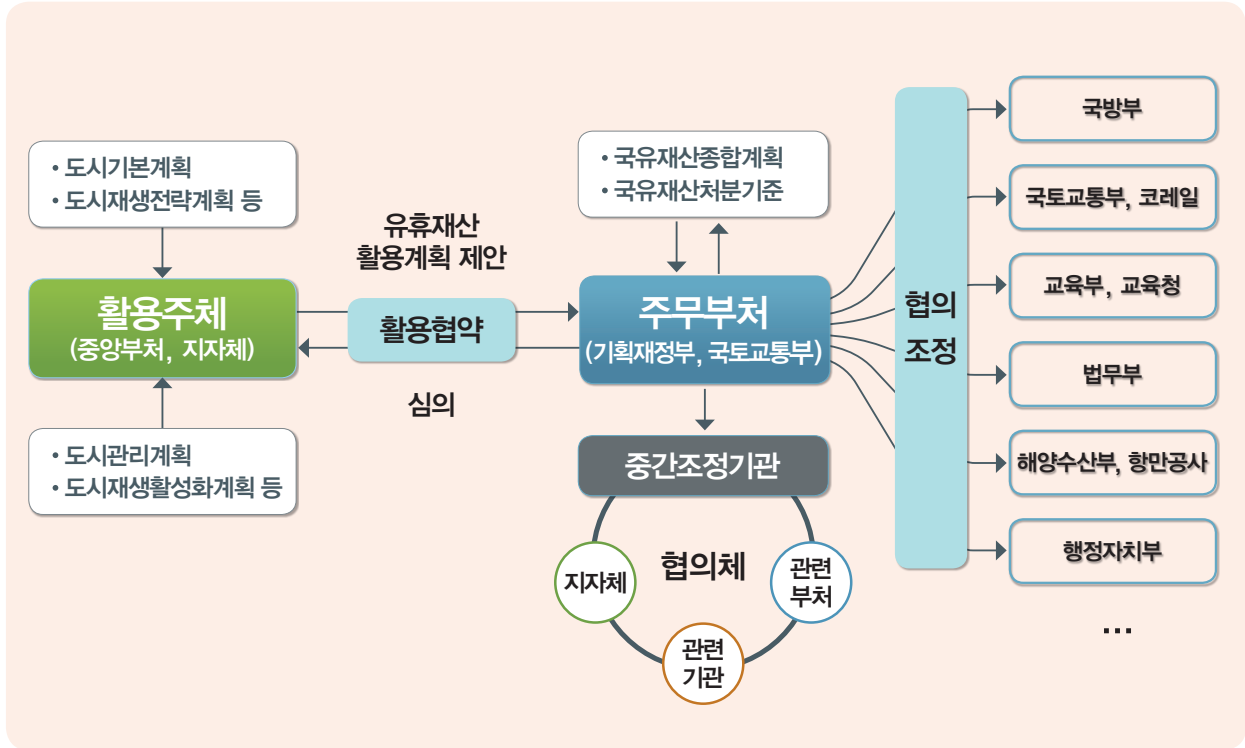 • 도시기본계획
• 도시재생전략계획 등
활용주체
(중앙부처, 지자체)
• 도시관리계획
• 도시재생활성화계획 등
유휴재산
활용계획 제안
활용협약
심의
• 국유재산종합계획
• 국유재산처분기준
주무부처
(기획재정부, 국토교통부)
중간조정기관
협의체
지자체
관련
부처
관련
기관
협의
조정
국방부
국토교통부, 코레일
교육부, 교육청
법무부
해양수산부, 항만공사
행정자치부
...